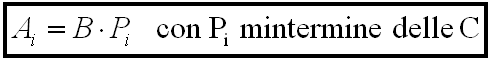 A_i = B · P_i con P_i mintermine delle C